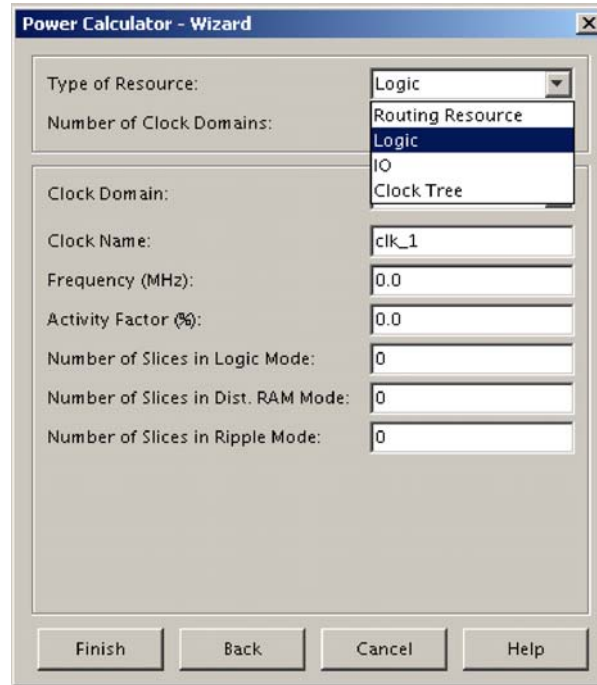 Power Calculator - Wizard
Type of Resource: Logic
Routing Resource
Number of Clock Domains:
Logic
IO
Clock Domain:
Clock Tree
Clock Name: clk_1
Frequency (MHz): 0.0
Activity Factor (%): 0.0
Number of Slices in Logic Mode: 0
Number of Slices in Dist. RAM Mode: 0
Number of Slices in Ripple Mode: 0
Finish Back Cancel Help